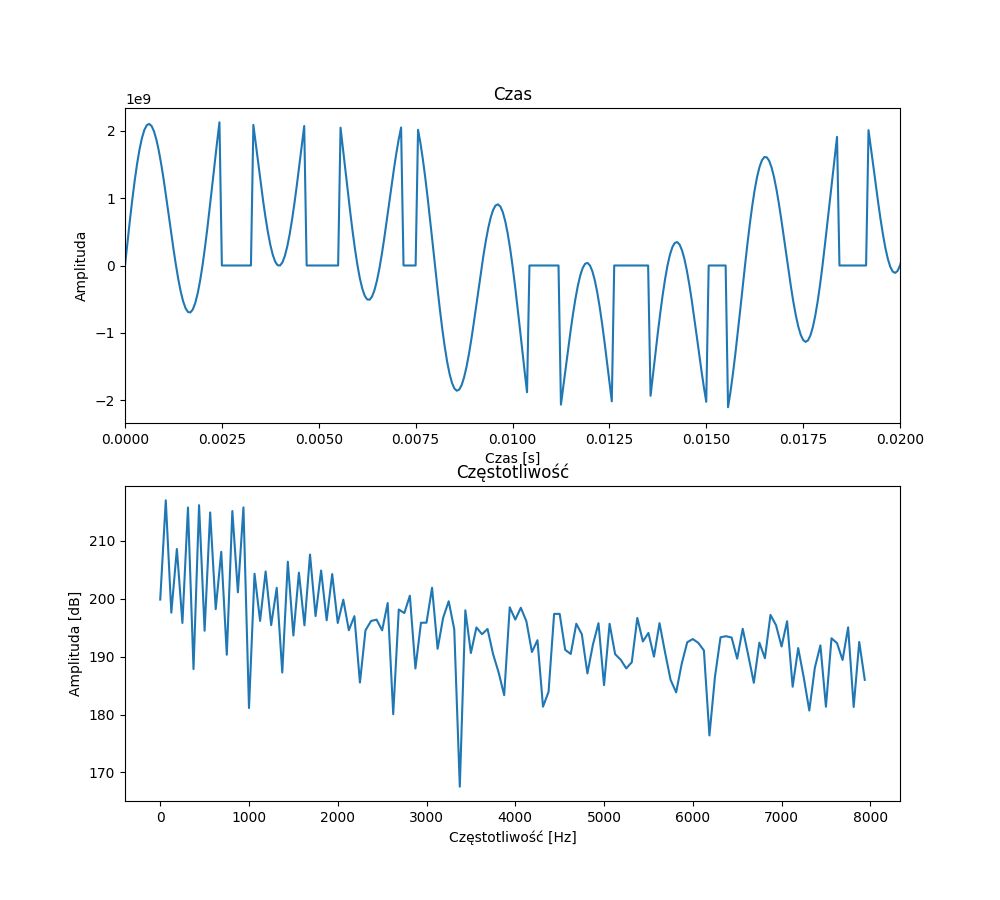 Czas
1e9
Amplituda
2
1
0
−1
−2
0.0000 0.0025 0.0050 0.0075 0.0100 0.0125 0.0150 0.0175 0.0200
Czas [s]
Częstotliwość
Amplituda [dB]
210
200
190
180
170
0 1000 2000 3000 4000 5000 6000 7000 8000
Częstotliwość [Hz]